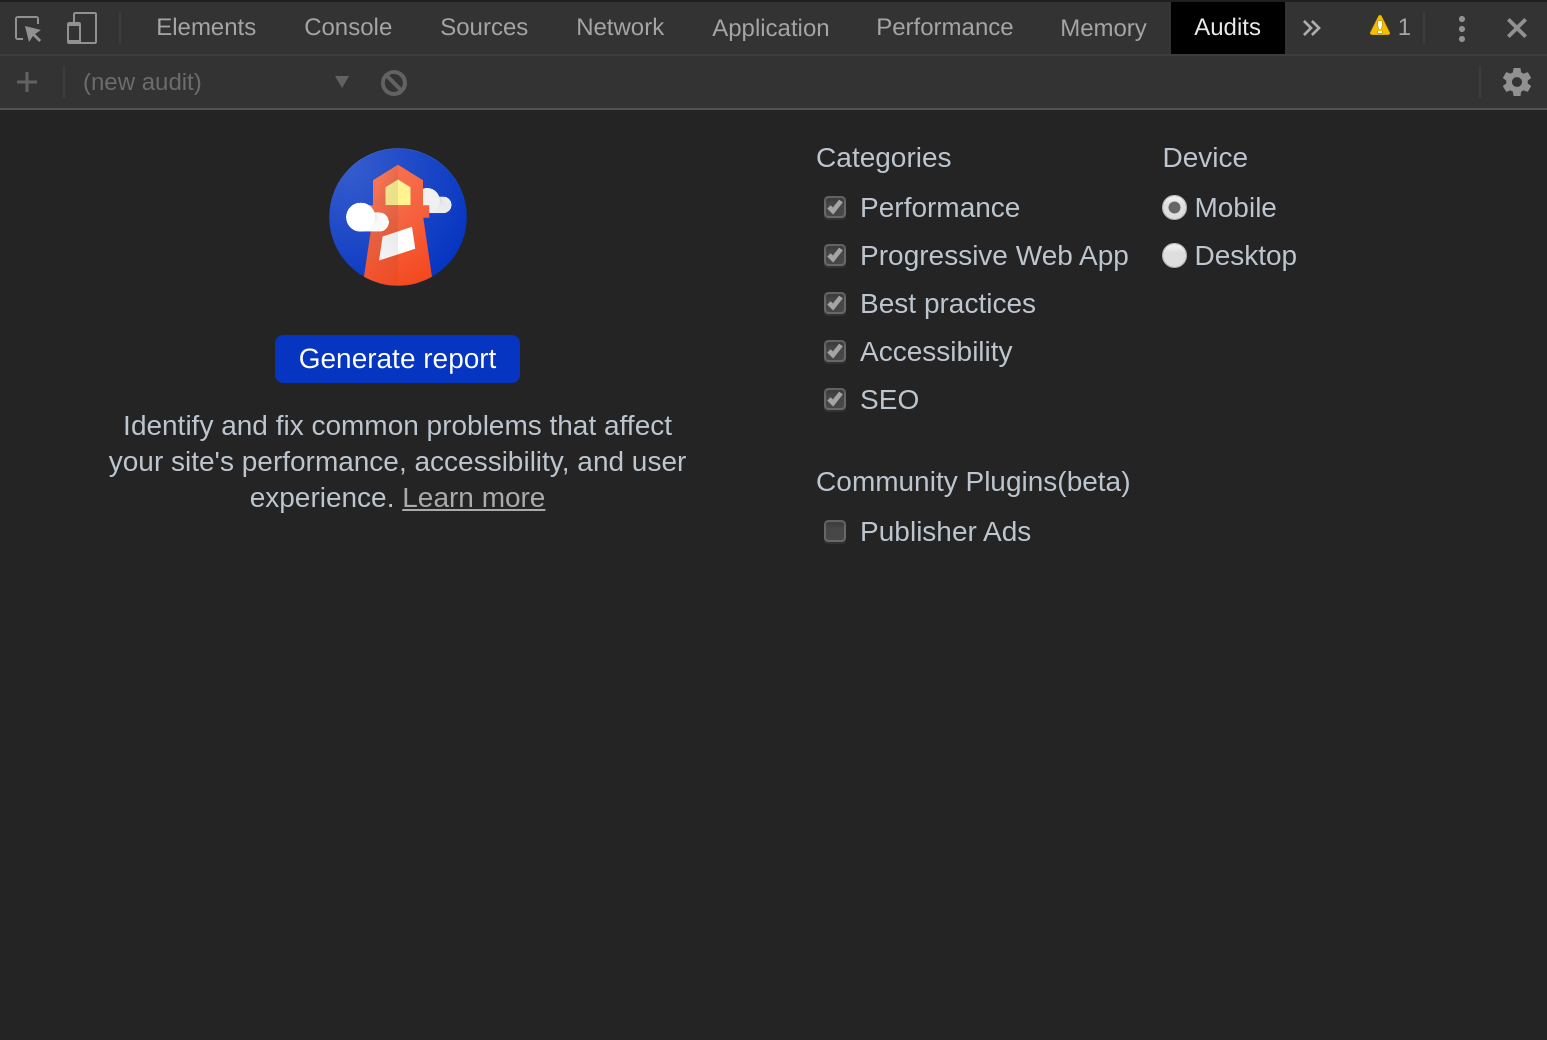 Elements Console Sources Network Application Performance Memory Audits 1
(new audit)
Generate report
Identify and fix common problems that affect
your site's performance, accessibility, and user
experience. Learn more
Categories
Performance
Progressive Web App
Best practices
Accessibility
SEO
Community Plugins(beta)
Publisher Ads
Device
Mobile
Desktop